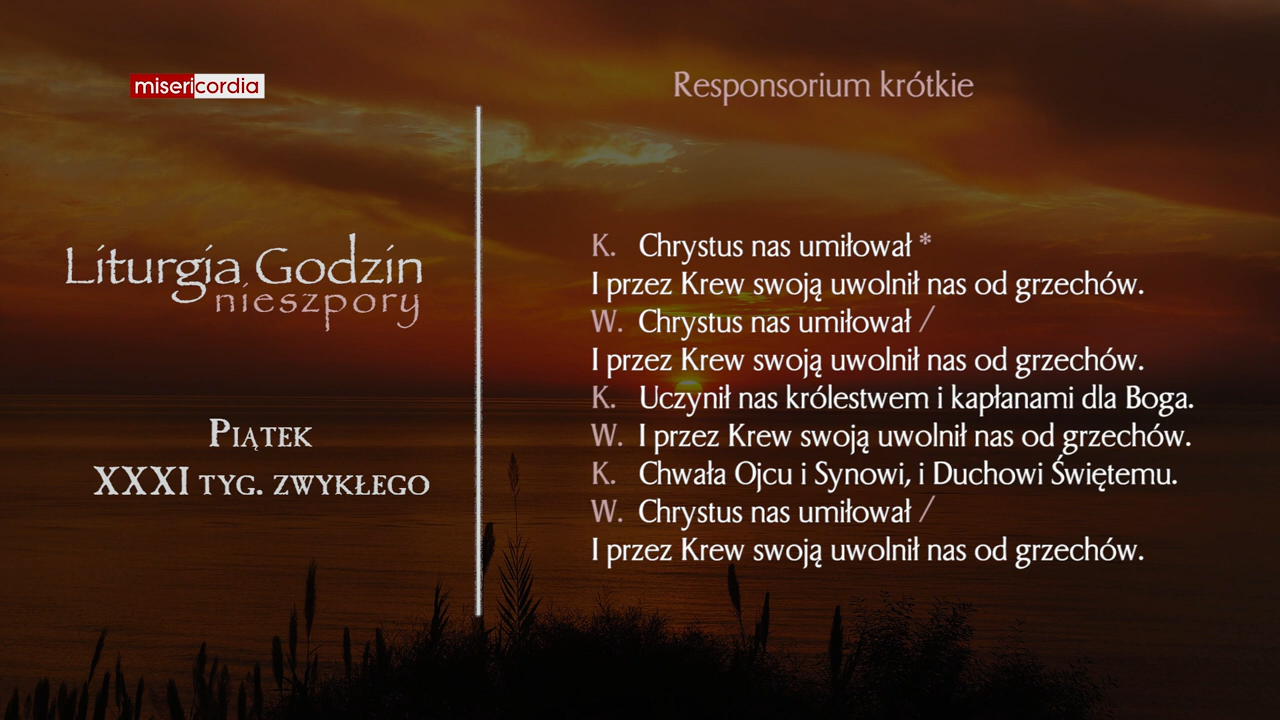 misericordia
Liturgia Godzin
nieszpory
Piątek
XXXI tyg. zwykłego
Responsorium krótkie
K. Chrystus nas umiłował *
I przez Krew swoją uwolnił nas od grzechów.
W. Chrystus nas umiłował /
I przez Krew swoją uwolnił nas od grzechów.
K. Uczynił nas królestwem i kapłanami dla Boga.
W. I przez Krew swoją uwolnił nas od grzechów.
K. Chwała Ojcu i Synowi, i Duchowi Świętemu.
W. Chrystus nas umiłował /
I przez Krew swoją uwolnił nas od grzechów.